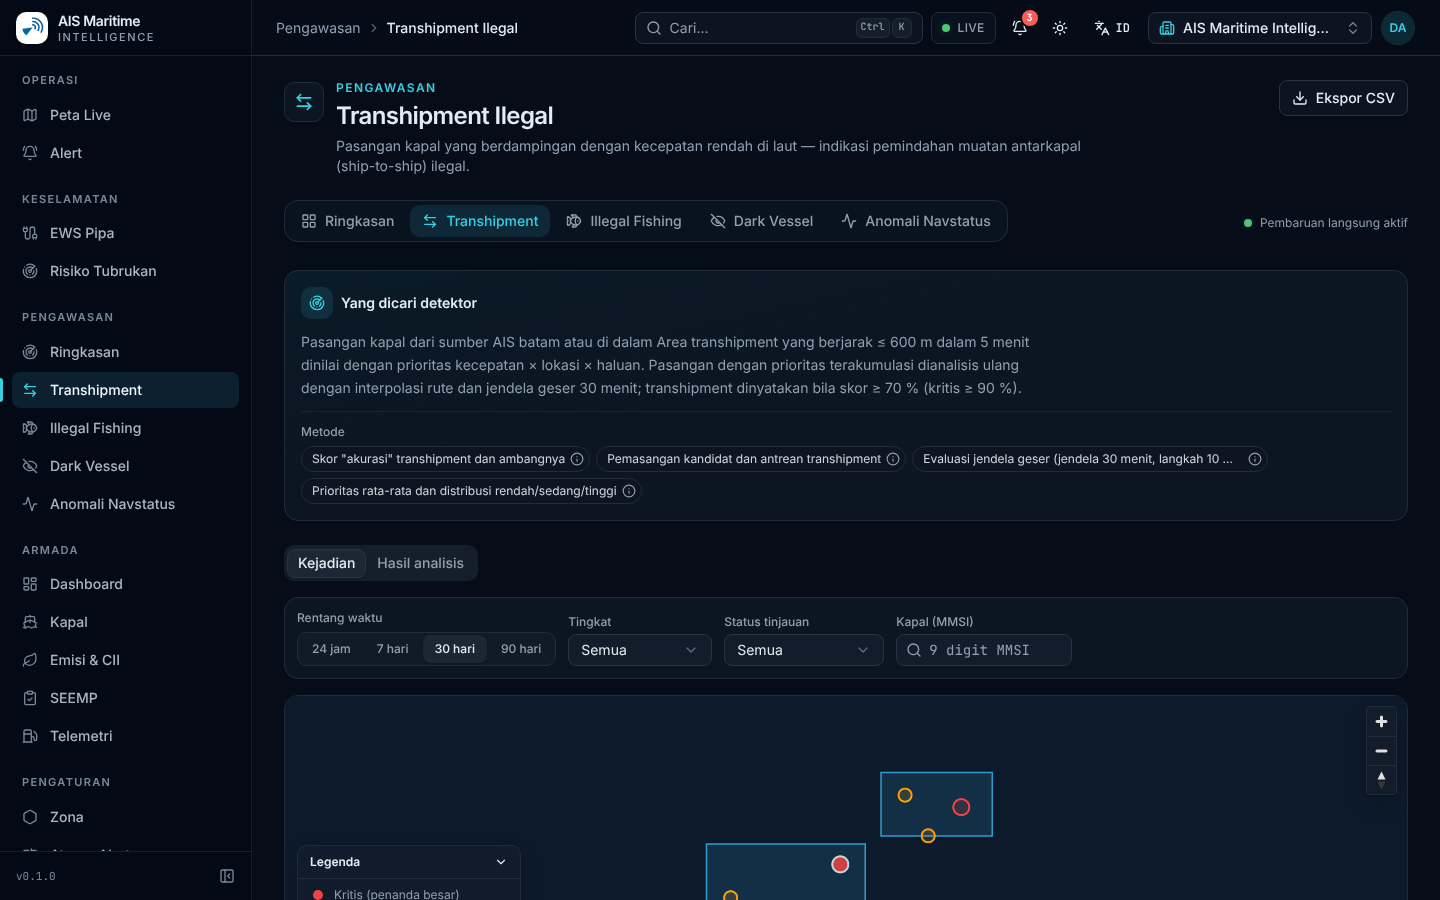 AIS Maritime
INTELLIGENCE
Pengawasan > Transhipment Ilegal
Cari...
Ctrl K
LIVE
3
ID
AIS Maritime Intellig...
DA
OPERASI
Peta Live
Alert
KESELAMATAN
EWS Pipa
Risiko Tubrukan
PENGAWASAN
Ringkasan
Transhipment
Illegal Fishing
Dark Vessel
Anomali Navstatus
ARMADA
Dashboard
Kapal
Emisi & CII
SEEMP
Telemetri
PENGATURAN
Zona
v0.1.0
PENGAWASAN
Transhipment Ilegal
Pasangan kapal yang berdampingan dengan kecepatan rendah di laut — indikasi pemindahan muatan antarkapal
(ship-to-ship) ilegal.
Ekspor CSV
Ringkasan Transhipment Illegal Fishing Dark Vessel Anomali Navstatus
Pembaruan langsung aktif
Yang dicari detektor
Pasangan kapal dari sumber AIS batam atau di dalam Area transhipment yang berjarak ≤ 600 m dalam 5 menit
dinilai dengan prioritas kecepatan × lokasi × haluan. Pasangan dengan prioritas terakumulasi dianalisis ulang
dengan interpolasi rute dan jendela geser 30 menit; transhipment dinyatakan bila skor ≥ 70 % (kritis ≥ 90 %).
Metode
Skor "akurasi" transhipment dan ambangnya
Pemasangan kandidat dan antrean transhipment
Evaluasi jendela geser (jendela 30 menit, langkah 10 ...
Prioritas rata-rata dan distribusi rendah/sedang/tinggi
Kejadian Hasil analisis
Rentang waktu
24 jam 7 hari 30 hari 90 hari
Tingkat
Semua
Status tinjauan
Semua
Kapal (MMSI)
9 digit MMSI
Legenda
Kritis (penanda besar)